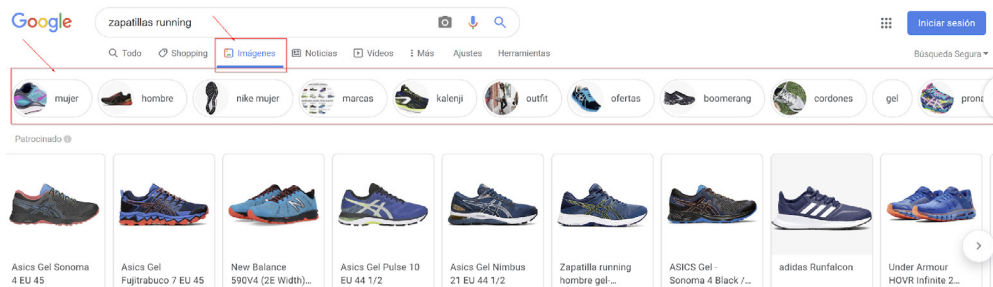 Google
zapatillas running
Iniciar sesión
Todo Shopping Imágenes Noticias Vídeos Más Ajustes Herramientas
Búsqueda Segura
mujer hombre nike mujer marcas kalenji outfit ofertas boomerang cordones gel prona
Patrocinado
Asics Gel Sonoma
4 EU 45
Asics Gel
Fujitrabuco 7 EU 45
New Balance
590V4 (2E Width)...
Asics Gel Pulse 10
EU 44 1/2
Asics Gel Nimbus
21 EU 44 1/2
Zapatilla running
hombre gel-...
ASICS Gel -
Sonoma 4 Black /...
adidas Runfalcon
Under Armour
HOVR Infinite 2...